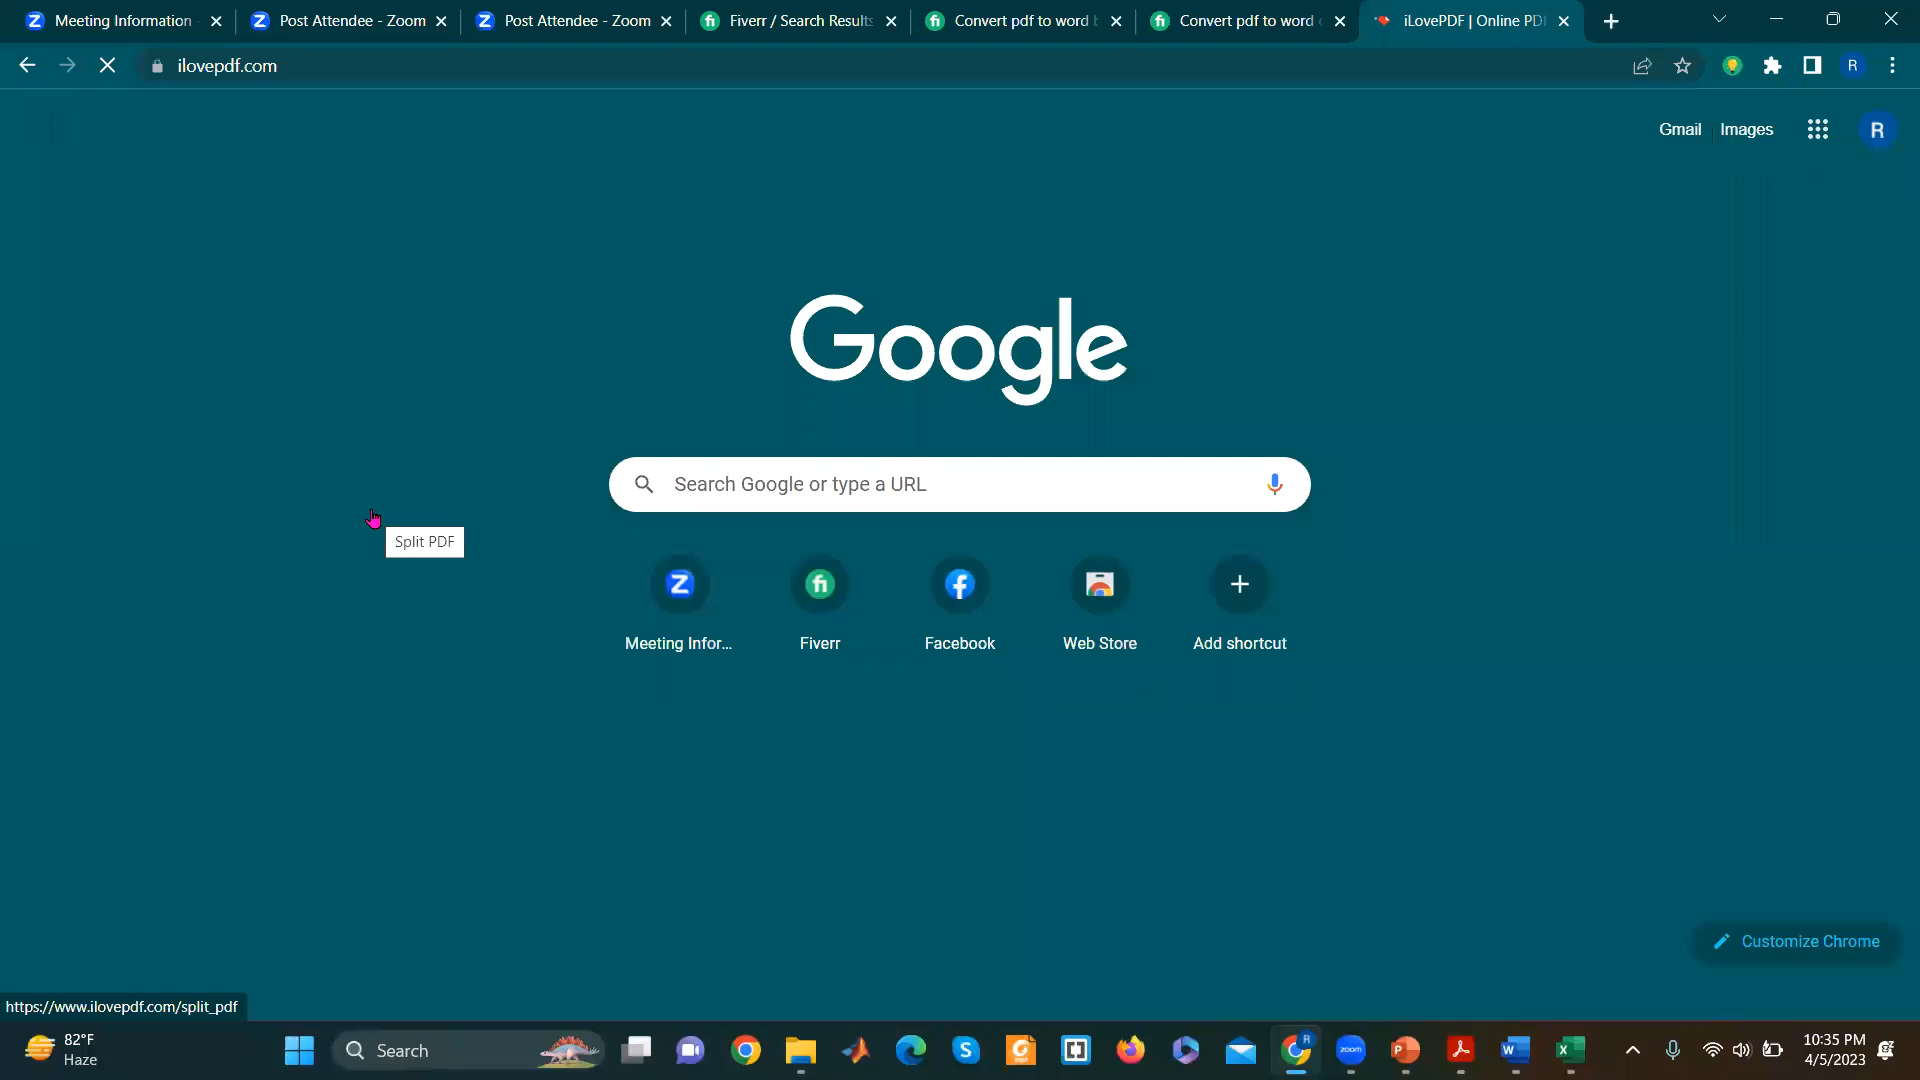 Meeting Information
Post Attendee - Zoom
Post Attendee - Zoom
Fiverr / Search Results
Convert pdf to word
Convert pdf to word
iLovePDF | Online PD
ilovepdf.com
R
Gmail
Images
R
Google
Search Google or type a URL
Split PDF
Meeting Infor...
Fiverr
Facebook
Web Store
Add shortcut
Customize Chrome
https://www.ilovepdf.com/split_pdf
82°F
Haze
Search
10:35 PM
4/5/2023